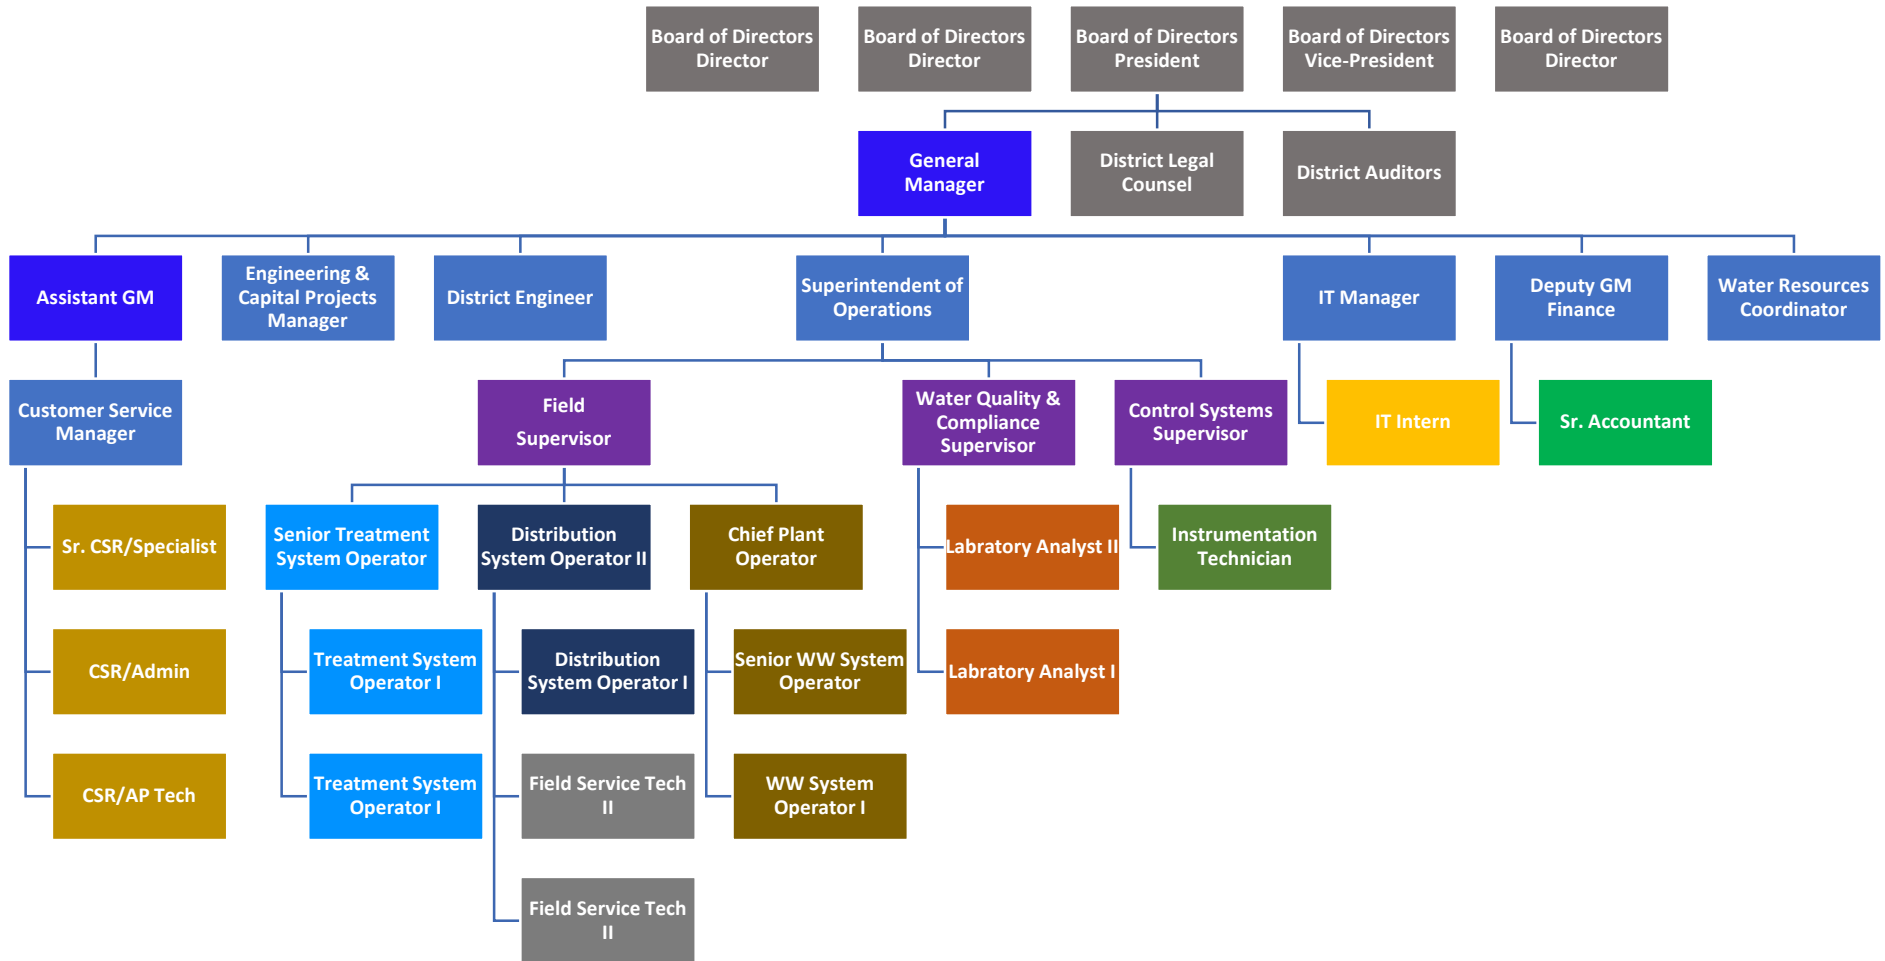 Board of Directors
Director
Board of Directors
Director
Board of Directors
President
Board of Directors
Vice-President
Board of Directors
Director
General
Manager
District Legal
Counsel
District Auditors
Assistant GM
Engineering &
Capital Projects
Manager
District Engineer
Superintendent of
Operations
IT Manager
Deputy GM
Finance
Water Resources
Coordinator
Customer Service
Manager
Field
Supervisor
Water Quality &
Compliance
Supervisor
Control Systems
Supervisor
IT Intern
Sr. Accountant
Sr. CSR/Specialist
Senior Treatment
System Operator
Distribution
System Operator II
Chief Plant
Operator
Labratory Analyst II
Instrumentation
Technician
CSR/Admin
Treatment System
Operator I
Distribution
System Operator I
Senior WW System
Operator
Labratory Analyst I
CSR/AP Tech
Treatment System
Operator I
Field Service Tech
II
WW System
Operator I
Field Service Tech
II